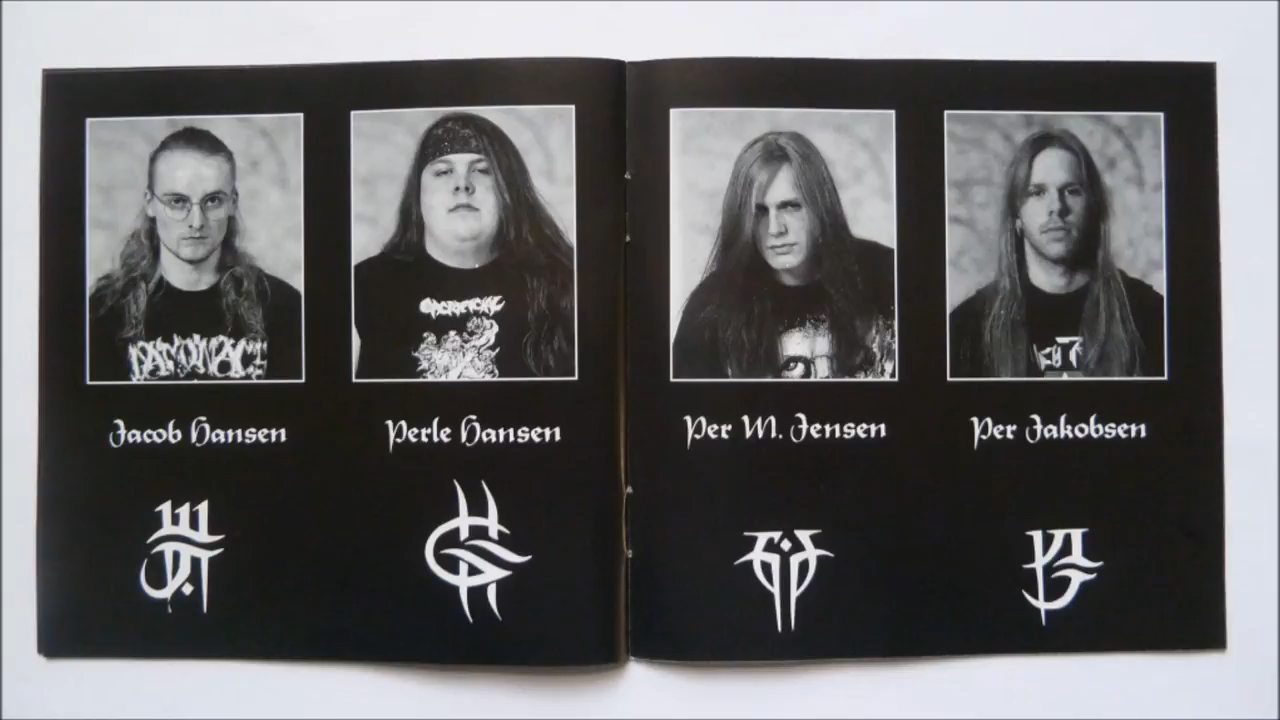 Jacob Hansen
Perle Hansen
Per M. Jensen
Per Jakobsen